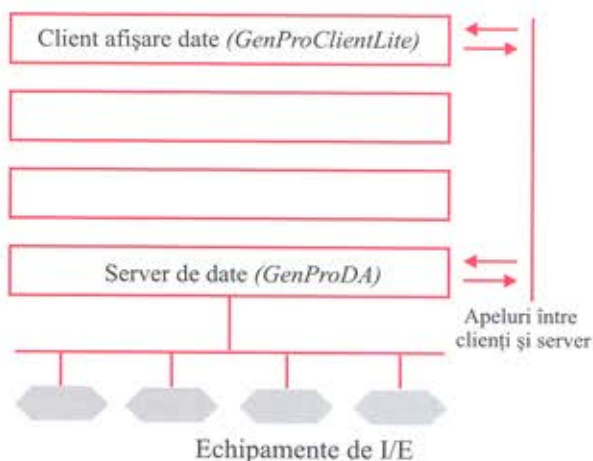 Client afişare date (GenProClientLite)
Server de date (GenProDA)
Apeluri între
clienţi şi server
Echipamente de I/E